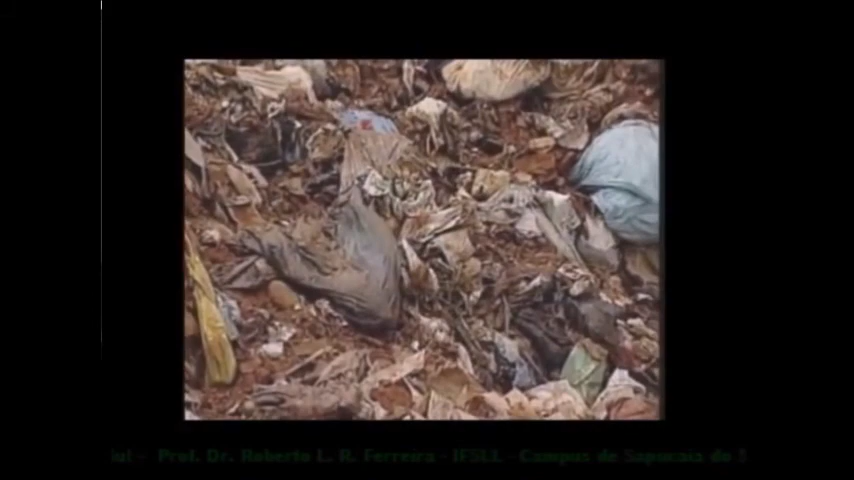 Prof. Dr. Roberto L. R. Ferreira - IFSUL - Campus de Sapucaia do